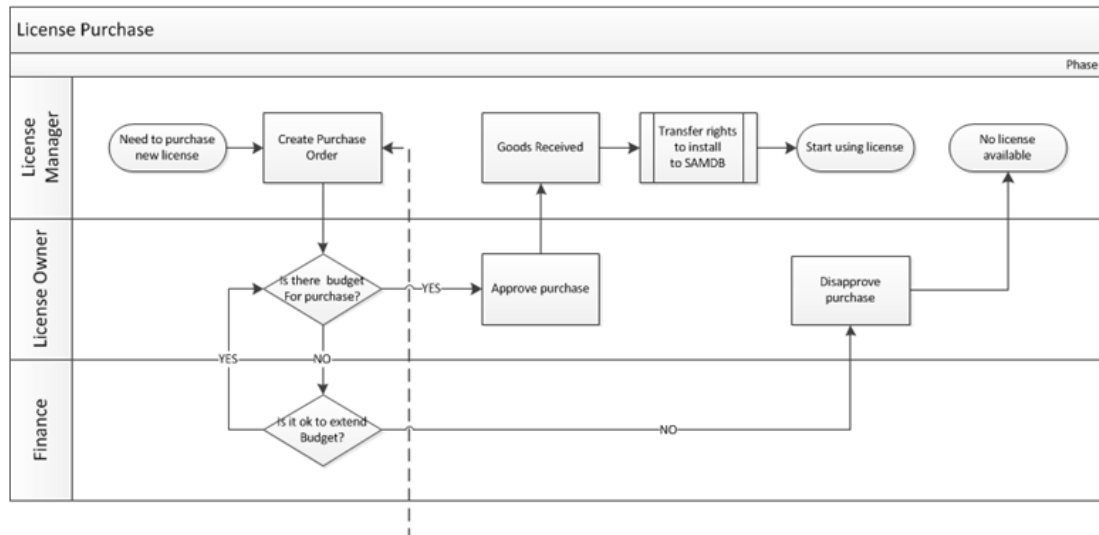 License Purchase
Phase
License
Manager
Need to purchase
new license
Create Purchase
Order
Goods Received
Transfer rights
to install
to SAMDB
Start using license
No license
available
License Owner
Is there  budget
For purchase?
YES
Approve purchase
Disapprove
purchase
YES
NO
Finance
Is it ok to extend
Budget?
NO